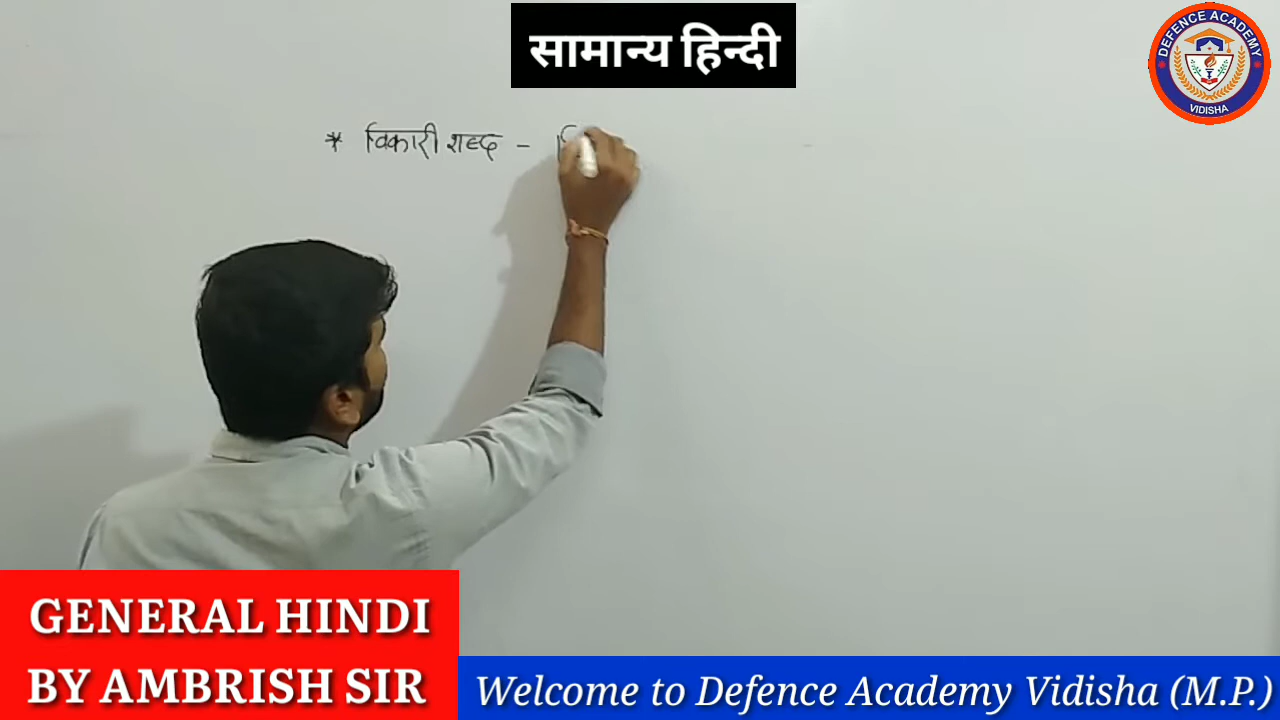 सामान्य हिन्दी
DEFENCE ACADEMY
VIDISHA
* विकारी शब्द -
GENERAL HINDI
BY AMBRISH SIR
Welcome to Defence Academy Vidisha (M.P.)